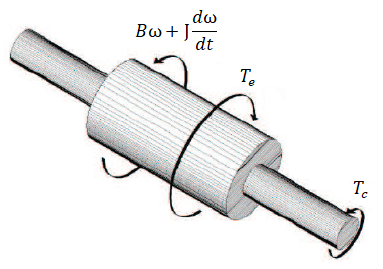 Bω + J dω/dt
T_e
T_c